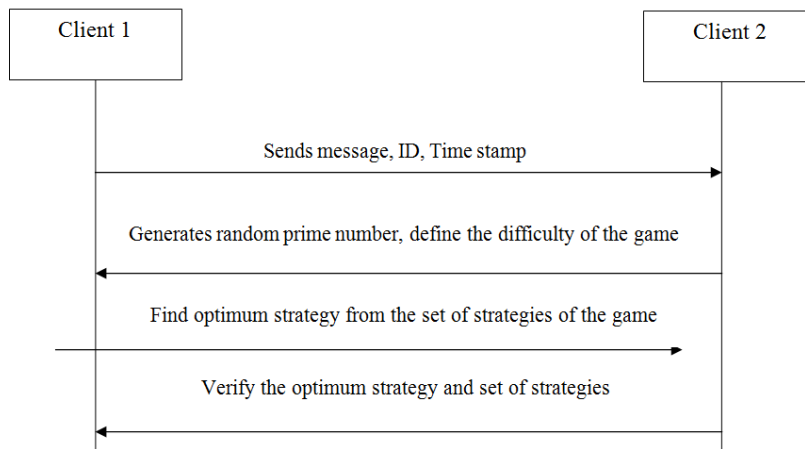 Client 1
Client 2
Sends message, ID, Time stamp
Generates random prime number, define the difficulty of the game
Find optimum strategy from the set of strategies of the game
Verify the optimum strategy and set of strategies